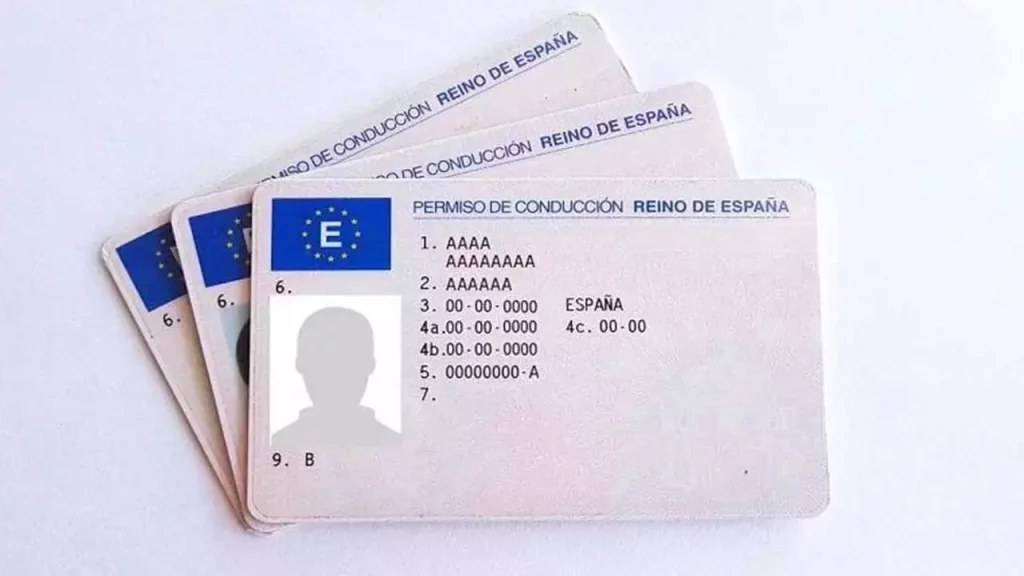 PERMISO DE CONDUCCIÓN REINO DE ESPAÑA
PERMISO DE CONDUCCIÓN REINO DE ESPAÑA
DE CONDUCCIÓN REINO DE ESPAÑA
6.
6.
E
1. AAAA
AAAAAAAA
2. AAAAAA
3. 00-00-0000 ESPAÑA
4a.00-00-0000 4c. 00-00
4b.00-00-0000
5. 00000000-A
7.
6.
9. B